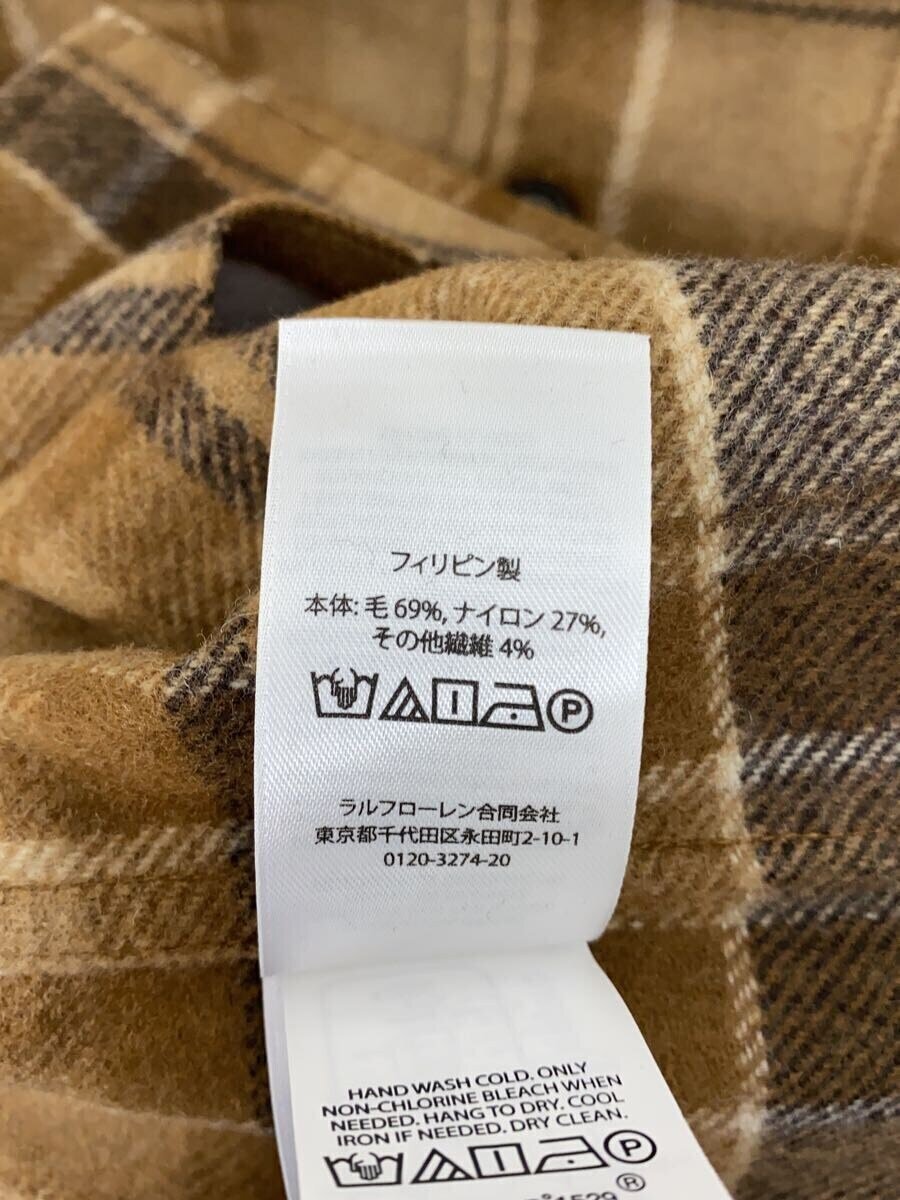 フィリピン製
本体: 毛 69%, ナイロン 27%,
その他繊維 4%
P
ラルフローレン合同会社
東京都千代田区永田町2-10-1
0120-3274-20
HAND WASH COLD. ONLY
NON-CHLORINE BLEACH WHEN
NEEDED. HANG TO DRY. COOL
IRON IF NEEDED. DRY CLEAN.
P
®